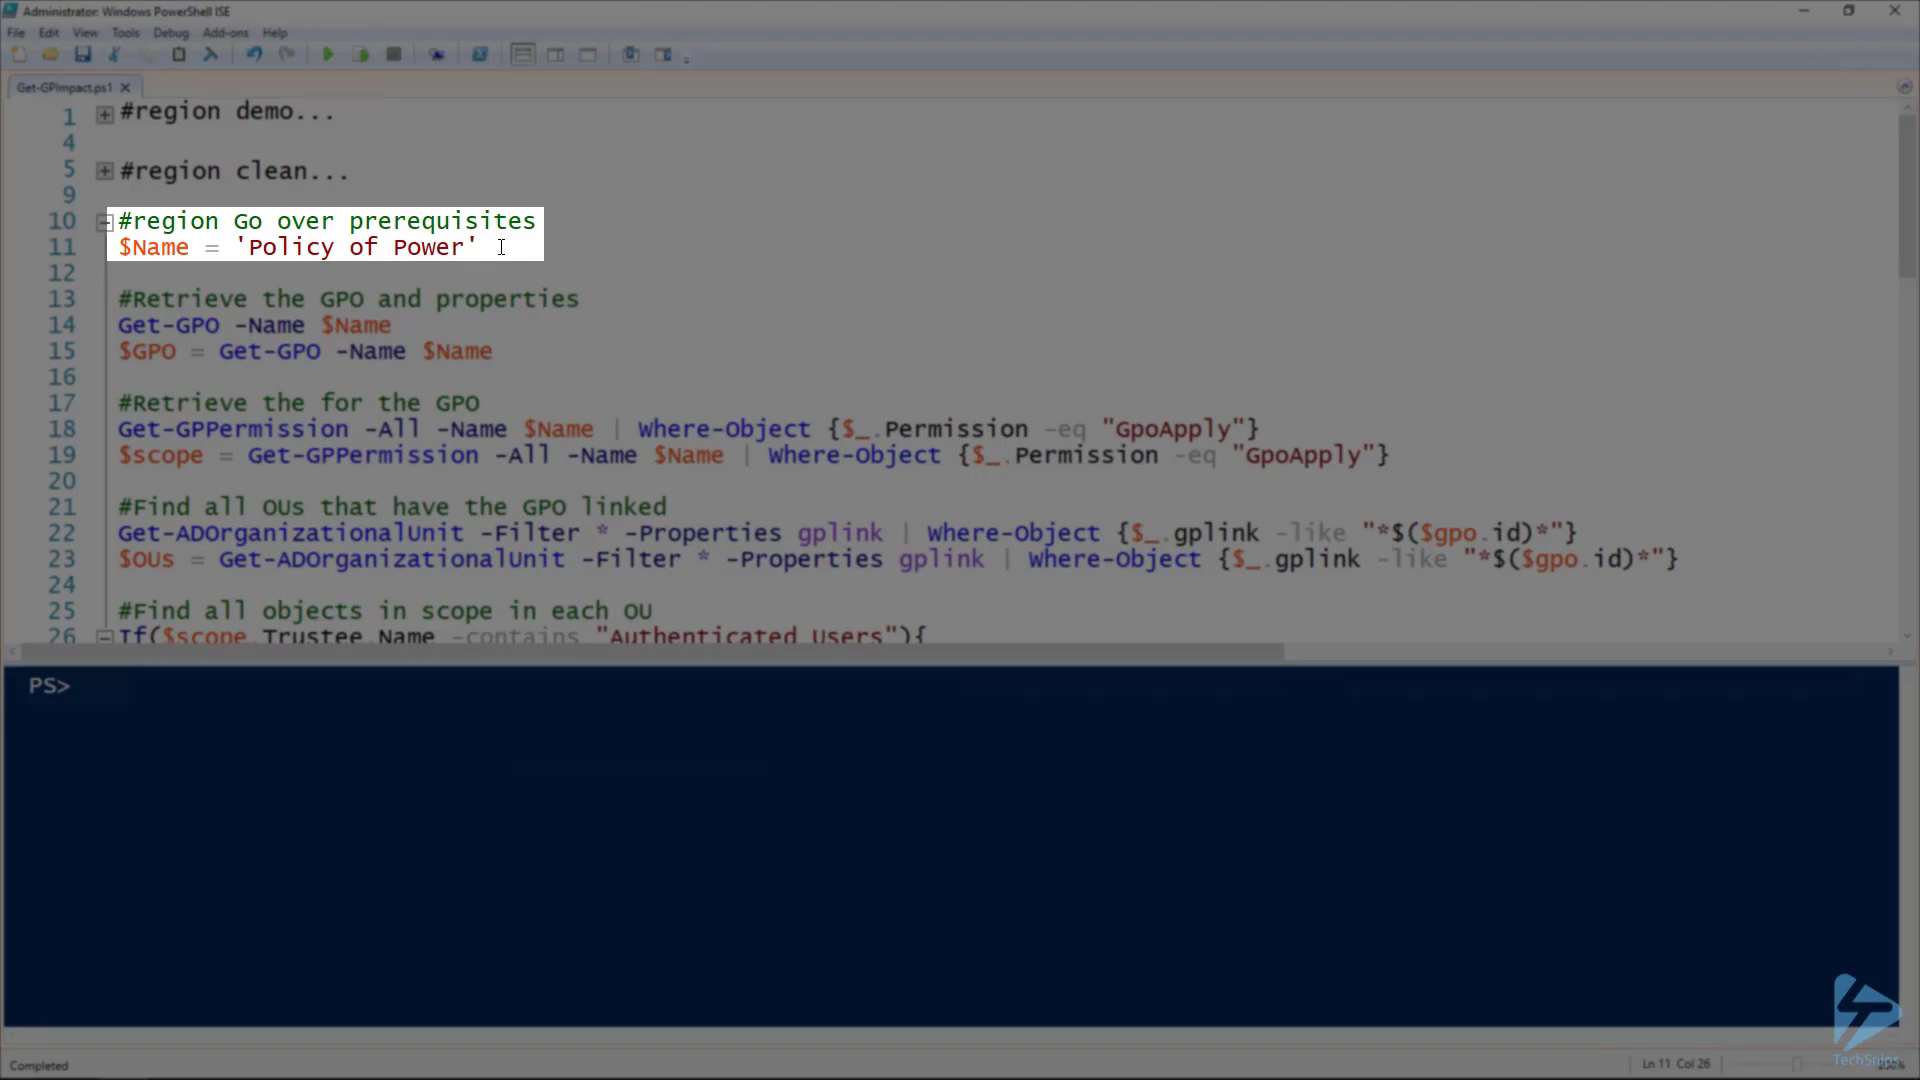 Administrator: Windows PowerShell ISE
File Edit View Tools Debug Add-ons Help
Get-GPImpact.ps1
1 #region demo...
4
5 #region clean...
9
10 #region Go over prerequisites
11 $Name = 'Policy of Power'
12
13 #Retrieve the GPO and properties
14 Get-GPO -Name $Name
15 $GPO = Get-GPO -Name $Name
16
17 #Retrieve the for the GPO
18 Get-GPPermission -All -Name $Name | Where-Object {$_.Permission -eq "GpoApply"}
19 $scope = Get-GPPermission -All -Name $Name | Where-Object {$_.Permission -eq "GpoApply"}
20
21 #Find all OUs that have the GPO linked
22 Get-ADOrganizationalUnit -Filter * -Properties gplink | Where-Object {$_.gplink -like "*$($gpo.id)*"}
23 $OUs = Get-ADOrganizationalUnit -Filter * -Properties gplink | Where-Object {$_.gplink -like "*$($gpo.id)*"}
24
25 #Find all objects in scope in each OU
26 If($scope.Trustee.Name -contains "Authenticated Users"){
PS>
Completed
Ln 11 Col 26
TechSnips